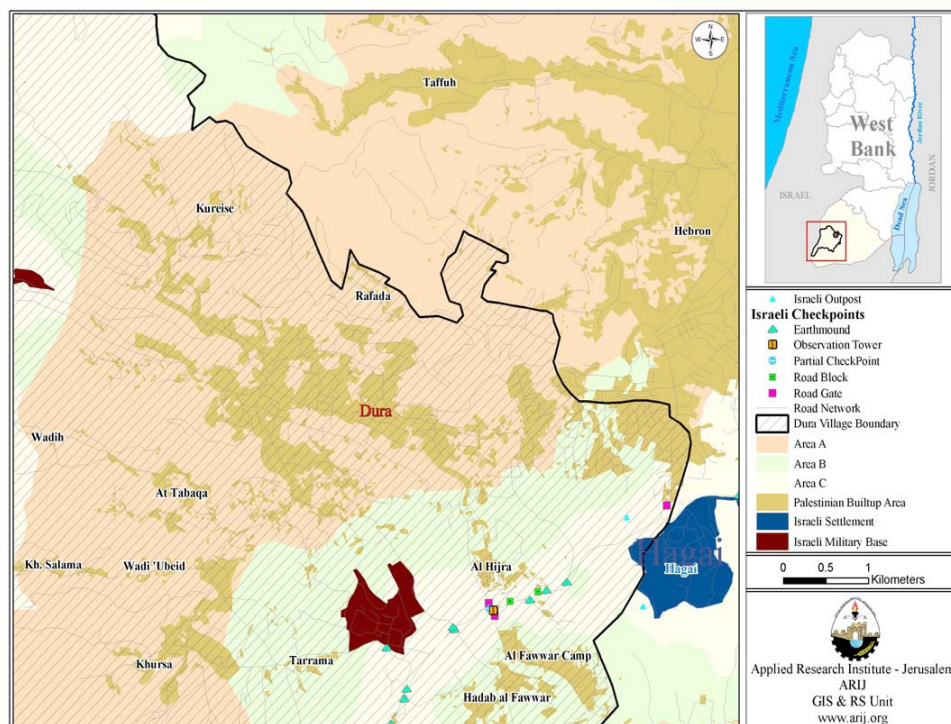 N
W
E
S
Taffuh
Kureise
Hebron
Rafada
Dura
Wadih
At Tabaqa
Kh. Salama
Wadi 'Ubeid
Al Hijra
Hagai
Hagai
Khursa
Tarrama
Al Fawwar Camp
Hadab al Fawwar
Mediterranean Sea
West
Bank
Jordan River
JORDAN
ISRAEL
Dead Sea
Israeli Outpost
Israeli Checkpoints
Earthmound
Observation Tower
Partial CheckPoint
Road Block
Road Gate
Road Network
Dura Village Boundary
Area A
Area B
Area C
Palestinian Builtup Area
Israeli Settlement
Israeli Military Base
0 0.5 1
Kilometers
Applied Research Institute - Jerusalem
ARIJ
GIS & RS Unit
www.arij.org